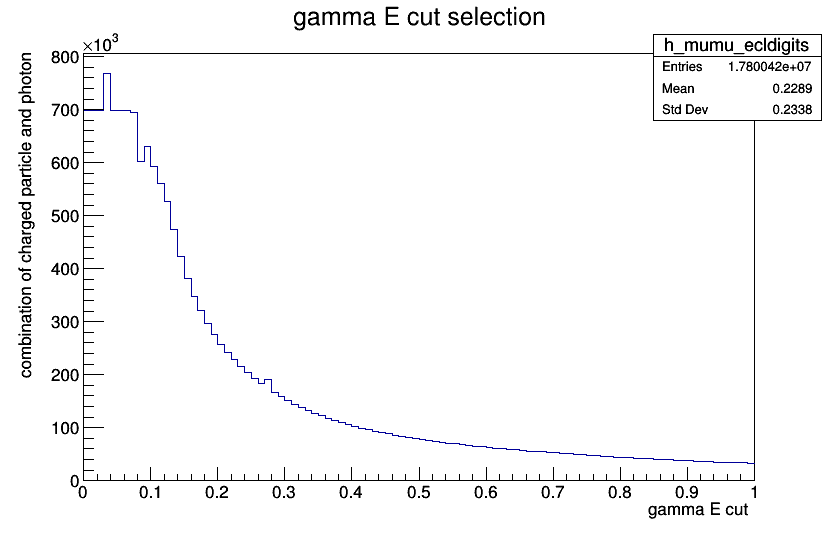 gamma E cut selection
×10³
h_mumu_ecldigits
Entries 1.780042e+07
Mean 0.2289
Std Dev 0.2338
combination of charged particle and photon
800
700
600
500
400
300
200
100
0
0 0.1 0.2 0.3 0.4 0.5 0.6 0.7 0.8 0.9 1
gamma E cut